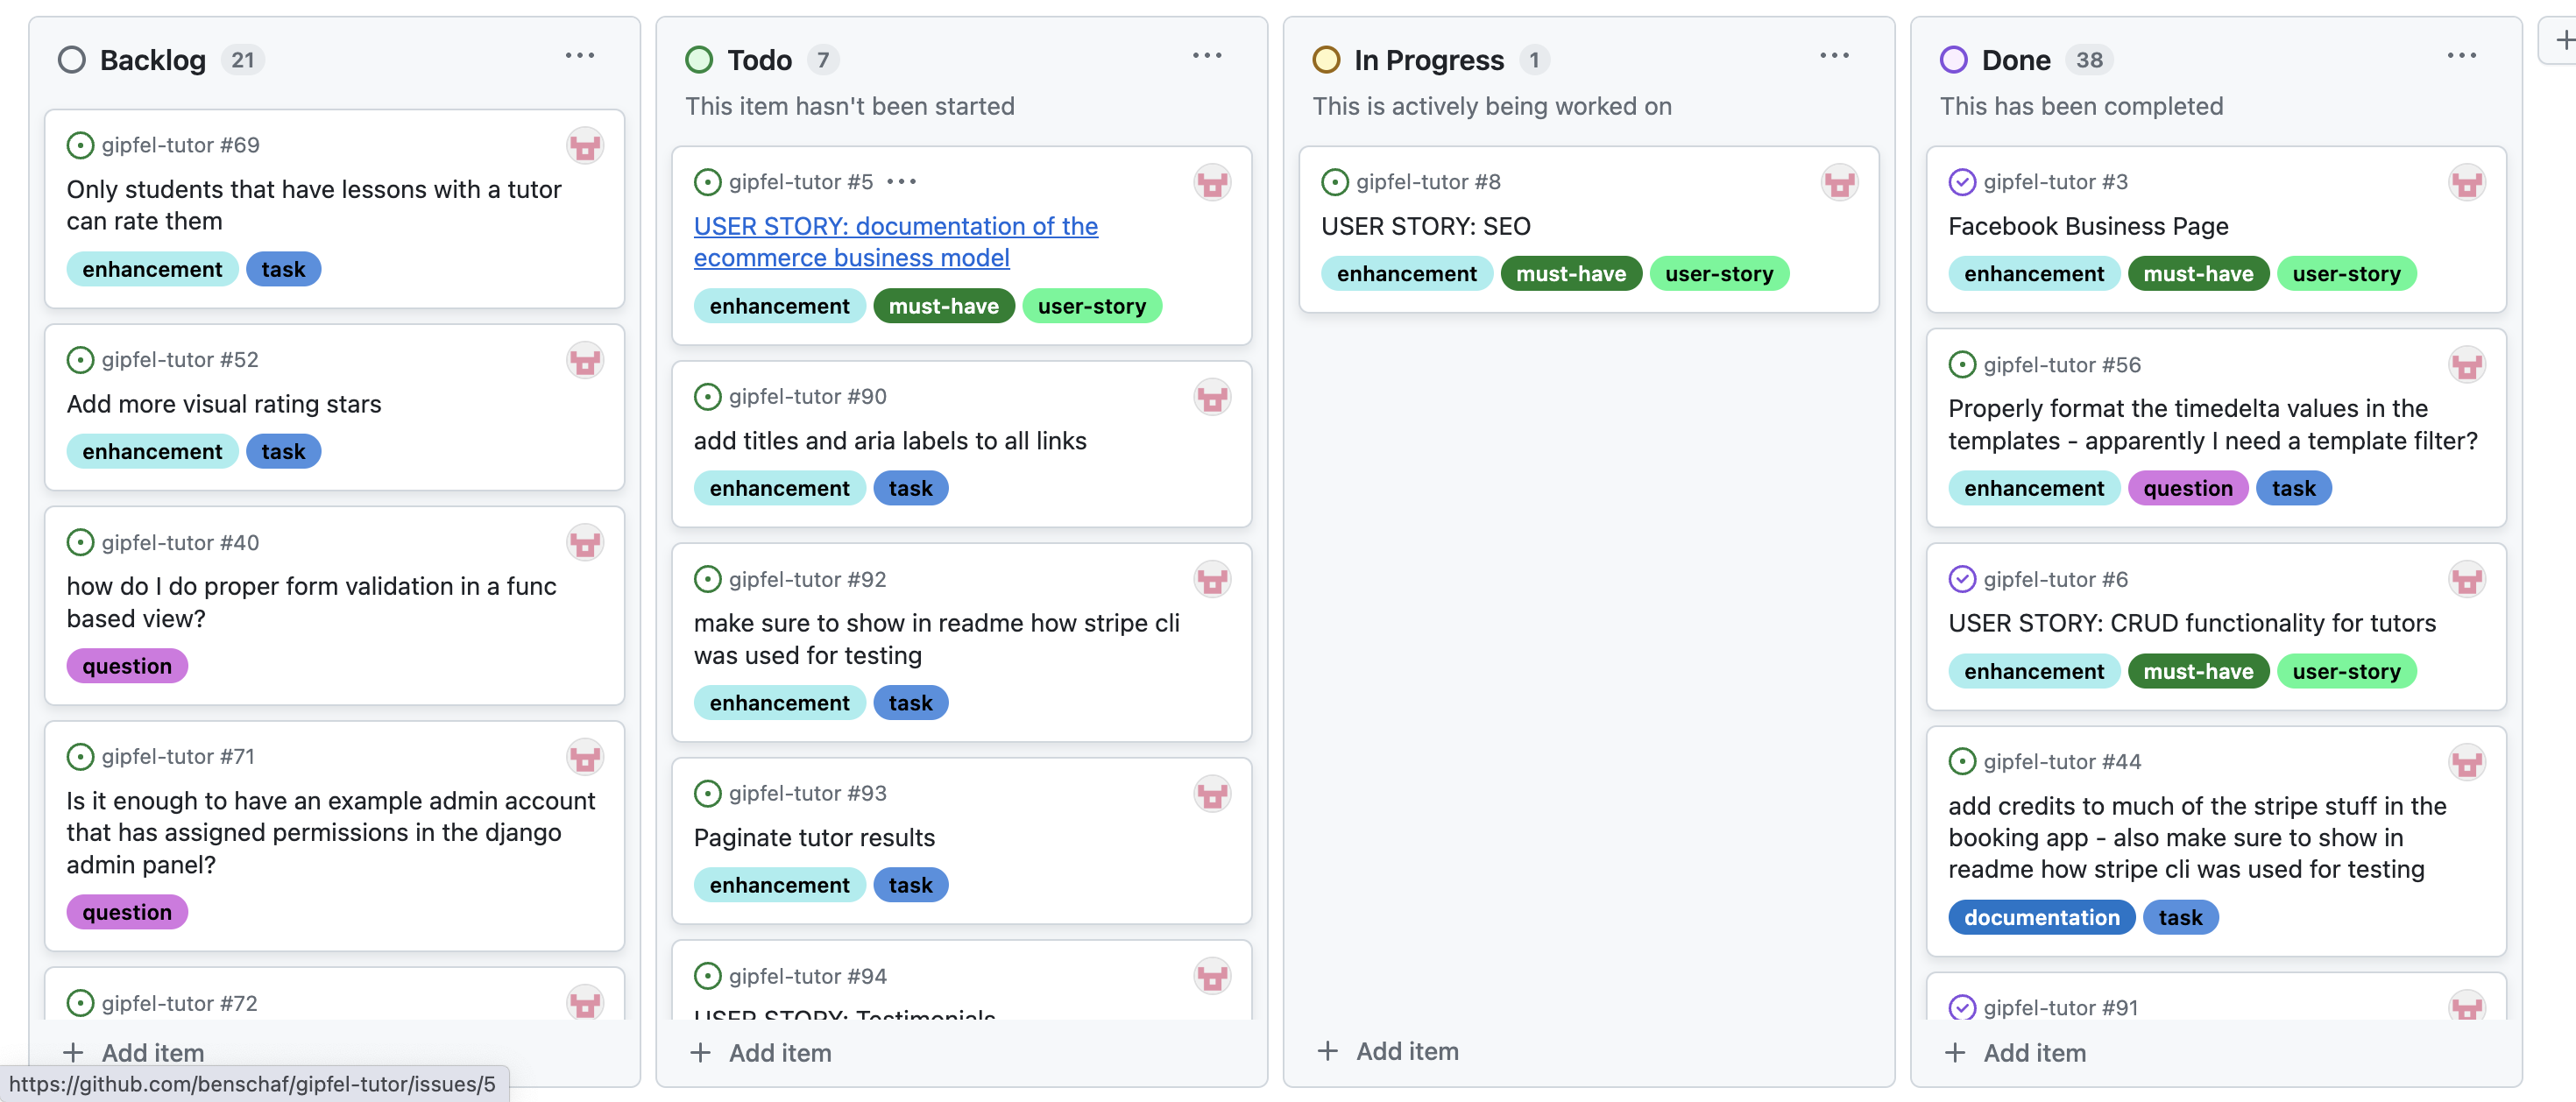 Backlog 21
gipfel-tutor #69
Only students that have lessons with a tutor
can rate them
enhancement task
gipfel-tutor #52
Add more visual rating stars
enhancement task
gipfel-tutor #40
how do I do proper form validation in a func
based view?
question
gipfel-tutor #71
Is it enough to have an example admin account
that has assigned permissions in the django
admin panel?
question
gipfel-tutor #72
+ Add item
https://github.com/benschaf/gipfel-tutor/issues/5
Todo 7
This item hasn't been started
gipfel-tutor #5
USER STORY: documentation of the
ecommerce business model
enhancement must-have user-story
gipfel-tutor #90
add titles and aria labels to all links
enhancement task
gipfel-tutor #92
make sure to show in readme how stripe cli
was used for testing
enhancement task
gipfel-tutor #93
Paginate tutor results
enhancement task
gipfel-tutor #94
USER STORY: Testimonials
+ Add item
In Progress 1
This is actively being worked on
gipfel-tutor #8
USER STORY: SEO
enhancement must-have user-story
+ Add item
Done 38
This has been completed
gipfel-tutor #3
Facebook Business Page
enhancement must-have user-story
gipfel-tutor #56
Properly format the timedelta values in the
templates - apparently I need a template filter?
enhancement question task
gipfel-tutor #6
USER STORY: CRUD functionality for tutors
enhancement must-have user-story
gipfel-tutor #44
add credits to much of the stripe stuff in the
booking app - also make sure to show in
readme how stripe cli was used for testing
documentation task
gipfel-tutor #91
+ Add item